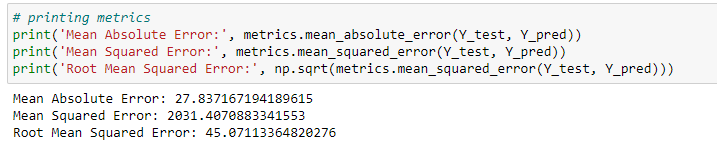 # printing metrics
print('Mean Absolute Error:', metrics.mean_absolute_error(Y_test, Y_pred))
print('Mean Squared Error:', metrics.mean_squared_error(Y_test, Y_pred))
print('Root Mean Squared Error:', np.sqrt(metrics.mean_squared_error(Y_test, Y_pred)))
Mean Absolute Error: 27.837167194189615
Mean Squared Error: 2031.4070883341553
Root Mean Squared Error: 45.07113364820276